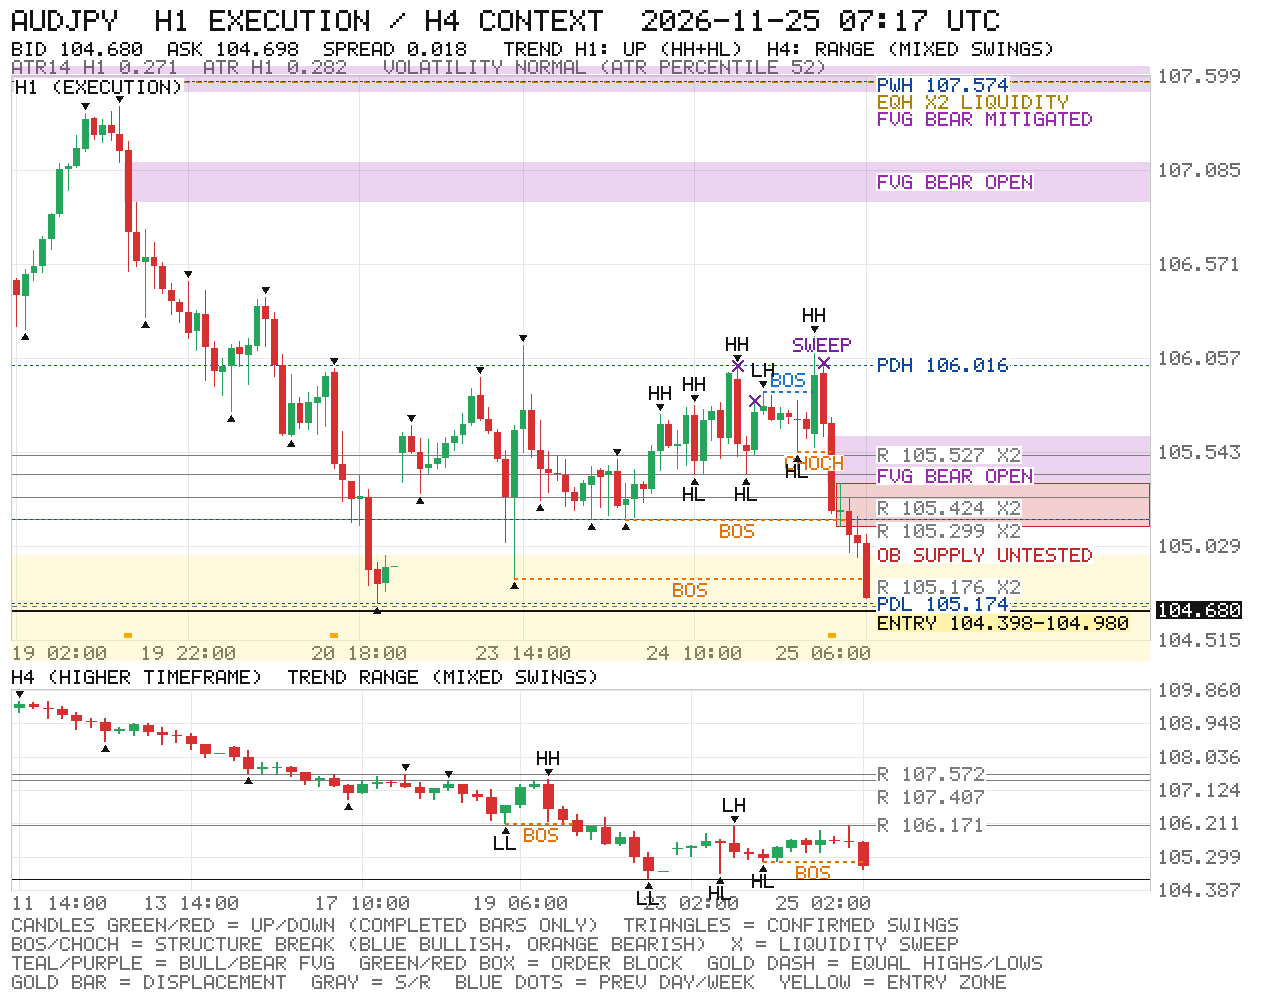 AUDJPY  H1 EXECUTION / H4 CONTEXT  2026-11-25 07:17 UTC
BID 104.680  ASK 104.698  SPREAD 0.018   TREND H1: UP (HH+HL)  H4: RANGE (MIXED SWINGS)
ATR14 H1 0.271  ATR H1 0.282   VOLATILITY NORMAL (ATR PERCENTILE 52)
107.599
H1 (EXECUTION)
PWH 107.574
EQH X2 LIQUIDITY
FVG BEAR MITIGATED
107.085
FVG BEAR OPEN
106.571
HH
HH SWEEP
106.057
PDH 106.016
LH
BOS
HH HH
105.543
R 105.527 X2
CHOCH
HL
FVG BEAR OPEN
HL HL
R 105.424 X2
BOS
R 105.299 X2
105.029
OB SUPPLY UNTESTED
BOS
R 105.176 X2
PDL 105.174
104.680
ENTRY 104.398-104.980
104.515
19 02:00 19 22:00 20 18:00 23 14:00 24 10:00 25 06:00
H4 (HIGHER TIMEFRAME)  TREND RANGE (MIXED SWINGS)
109.860
108.948
108.036
HH
R 107.572
107.124
R 107.407
LH
106.211
R 106.171
BOS
LL
105.299
BOS
HL
HL
104.387
LL
11 14:00 13 14:00 17 10:00 19 06:00 23 02:00 25 02:00
CANDLES GREEN/RED = UP/DOWN (COMPLETED BARS ONLY)  TRIANGLES = CONFIRMED SWINGS
BOS/CHOCH = STRUCTURE BREAK (BLUE BULLISH, ORANGE BEARISH)  X = LIQUIDITY SWEEP
TEAL/PURPLE = BULL/BEAR FVG  GREEN/RED BOX = ORDER BLOCK  GOLD DASH = EQUAL HIGHS/LOWS
GOLD BAR = DISPLACEMENT  GRAY = S/R  BLUE DOTS = PREV DAY/WEEK  YELLOW = ENTRY ZONE